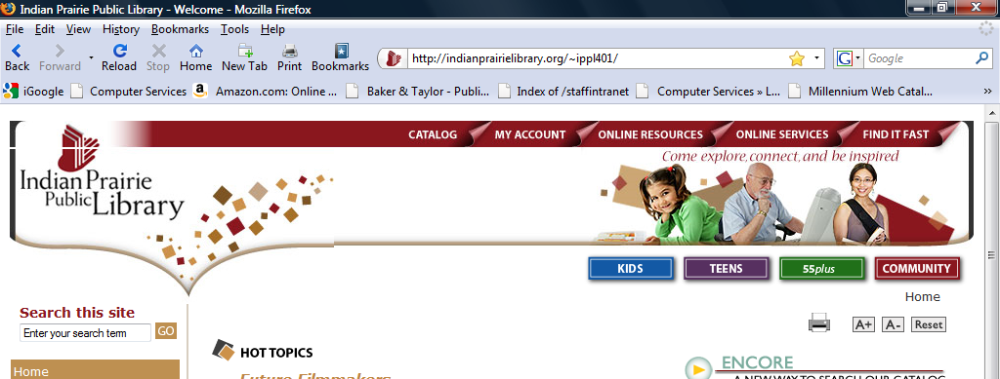 Indian Prairie Public Library - Welcome - Mozilla Firefox
File Edit View History Bookmarks Tools Help
Back Forward Reload Stop Home New Tab Print Bookmarks http://indianprairielibrary.org/~ippl401/ G Google
iGoogle Computer Services Amazon.com: Online ... Baker & Taylor - Publi... Index of /staffintranet Computer Services » L... Millennium Web Catal... »
CATALOG MY ACCOUNT ONLINE RESOURCES ONLINE SERVICES FIND IT FAST
Come explore, connect, and be inspired
Indian Prairie
Public Library
KIDS TEENS 55plus COMMUNITY
Home
Search this site
Enter your search term GO
A+ A- Reset
HOT TOPICS
Home
Future Filmmakers
ENCORE
A NEW WAY TO SEARCH OUR CATALOG